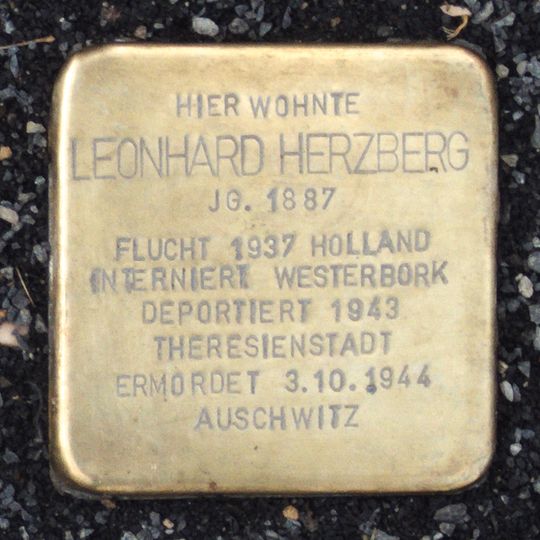 HIER WOHNTE
LEONHARD HERZBERG
JG. 1887
FLUCHT 1937 HOLLAND
INTERNIERT WESTERBORK
DEPORTIERT 1943
THERESIENSTADT
ERMORDET 3.10.1944
AUSCHWITZ